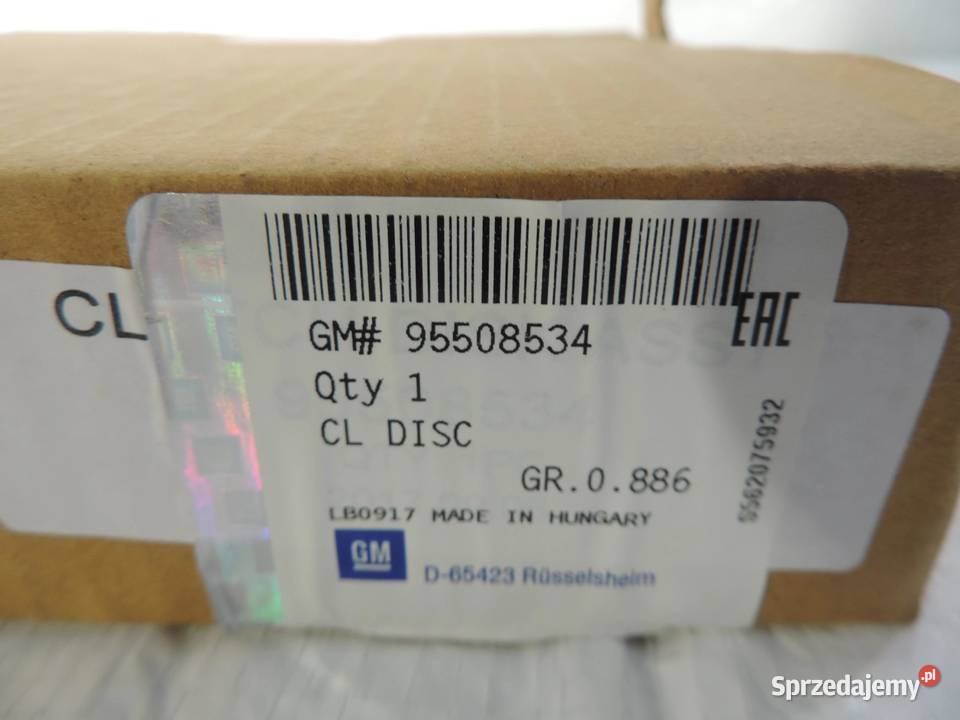 CL
GM# 95508534
EAC
Qty 1
CL DISC
GR.0.886
LB0917 MADE IN HUNGARY
5562075932
GM
D-65423 Rüsselsheim
Sprzedajemy.pl